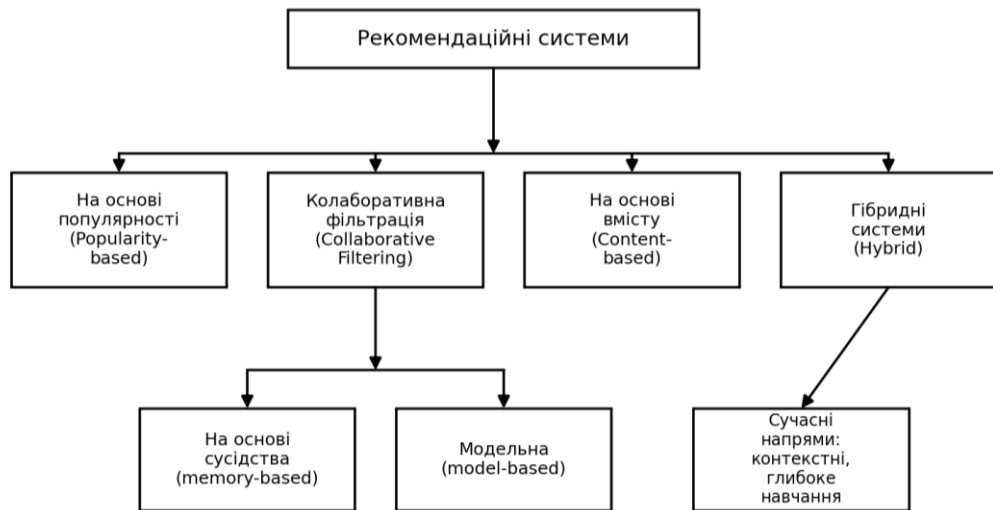 Рекомендаційні системи
На основі
популярності
(Popularity-
based)
Колаборативна
фільтрація
(Collaborative
Filtering)
На основі
вмісту
(Content-
based)
Гібридні
системи
(Hybrid)
На основі
сусідства
(memory-based)
Модельна
(model-based)
Сучасні
напрями:
контекстні,
глибоке
навчання